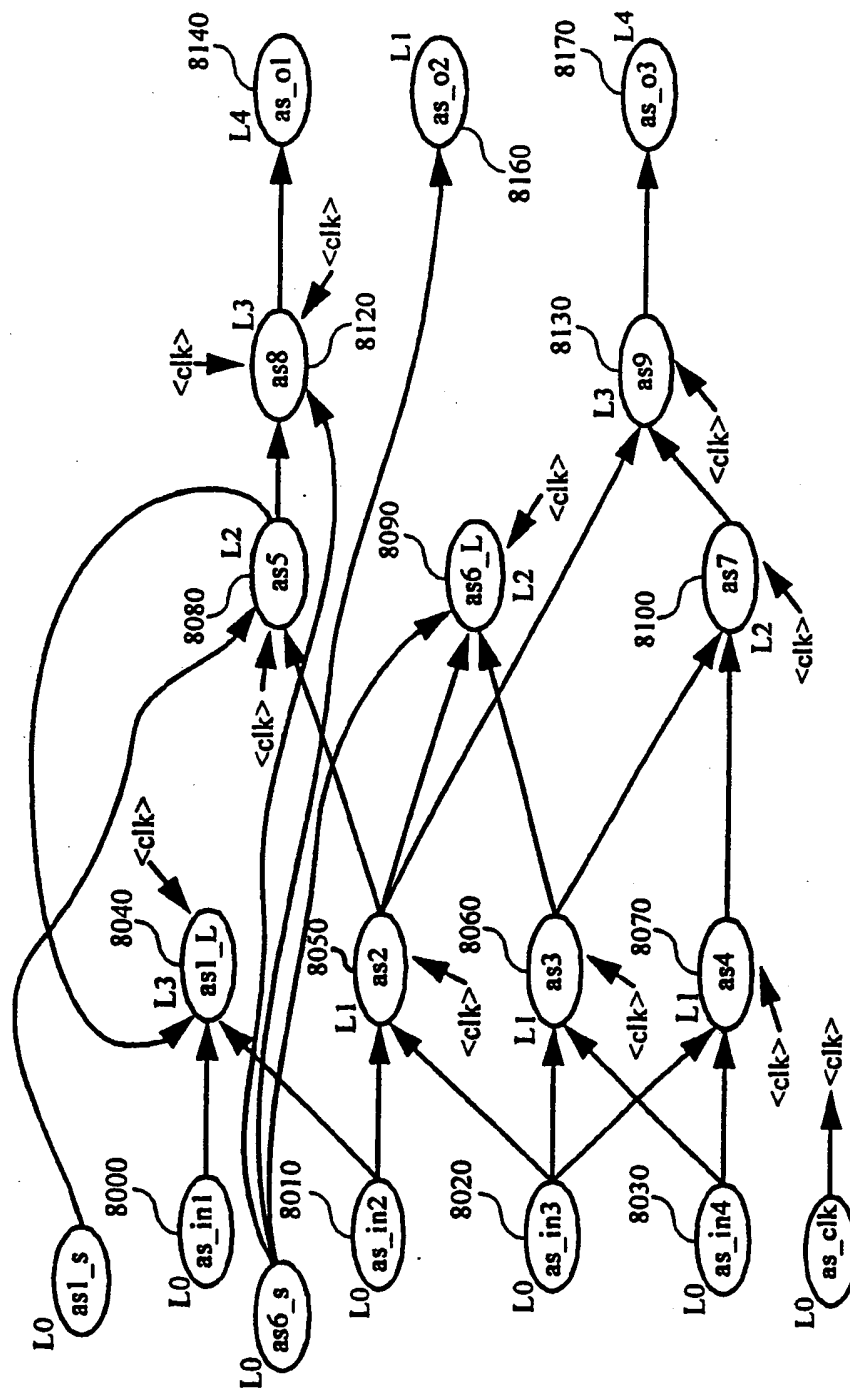 L0
as1_s
8000
L0
as_in1
L0
as6_s
8010
L0
as_in2
8020
L0
as_in3
8030
L0
as_in4
L0
as_clk
<clk>
8040
L3
as1_L
<clk>
8050
L1
as2
<clk>
8060
L1
as3
<clk>
8070
L1
as4
<clk>
8080
L2
as5
<clk>
8090
as6_L
L2
<clk>
8100
as7
L2
<clk>
<clk>
L3
as8
<clk>
8120
8130
L3
as9
<clk>
8140
L4
as_o1
L1
as_o2
8160
8170
L4
as_o3